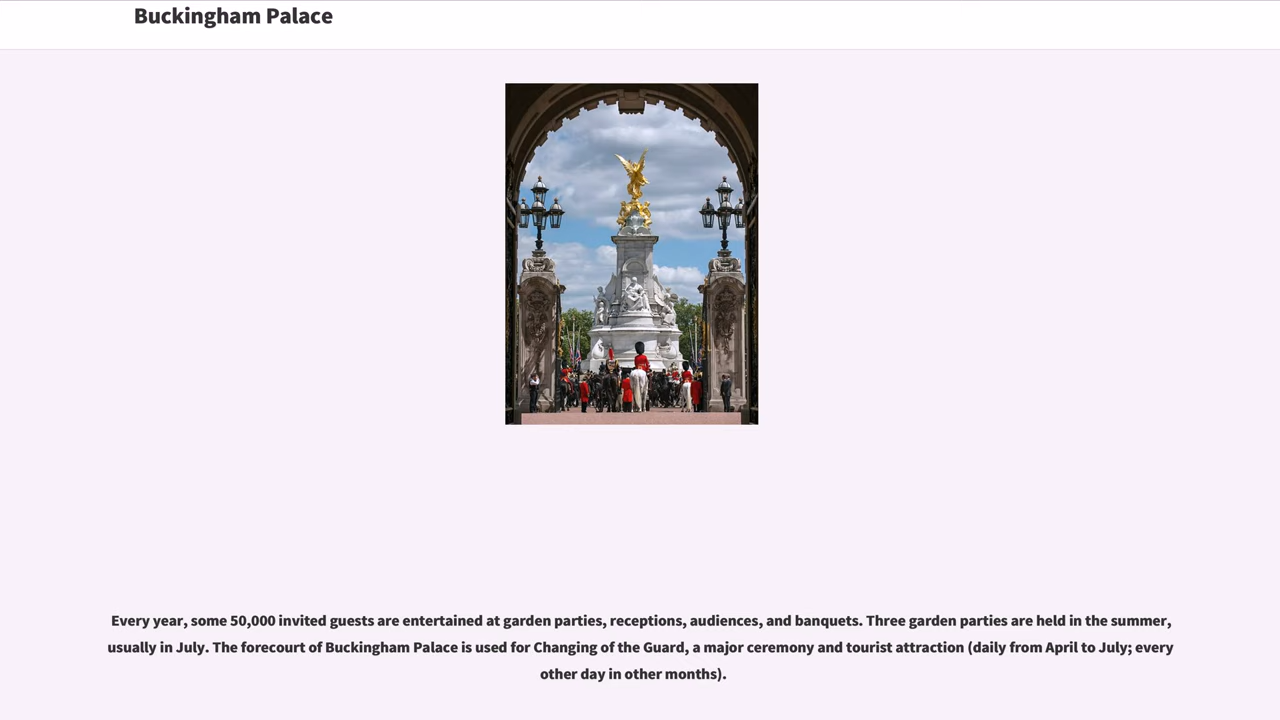 Buckingham Palace
Every year, some 50,000 invited guests are entertained at garden parties, receptions, audiences, and banquets. Three garden parties are held in the summer,
usually in July. The forecourt of Buckingham Palace is used for Changing of the Guard, a major ceremony and tourist attraction (daily from April to July; every
other day in other months).